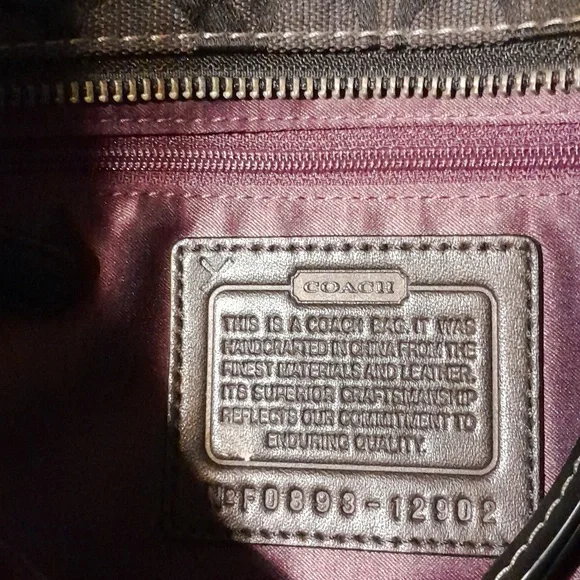 COACH
THIS IS A COACH BAG. IT WAS
HANDCRAFTED IN CHINA FROM THE
FINEST MATERIALS AND LEATHER.
ITS SUPERIOR CRAFTSMANSHIP
REFLECTS OUR COMMITMENT TO
ENDURING QUALITY.
No F0893-12902